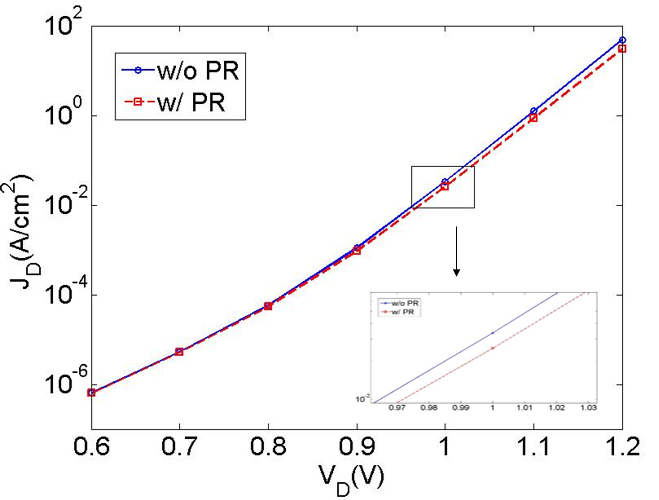 10^2
10^0
10^-2
10^-4
10^-6
J_D(A/cm^2)
w/o PR
w/ PR
w/o PR
w/ PR
10^-2
0.97 0.98 0.99 1 1.01 1.02 1.03
0.6 0.7 0.8 0.9 1 1.1 1.2
V_D(V)